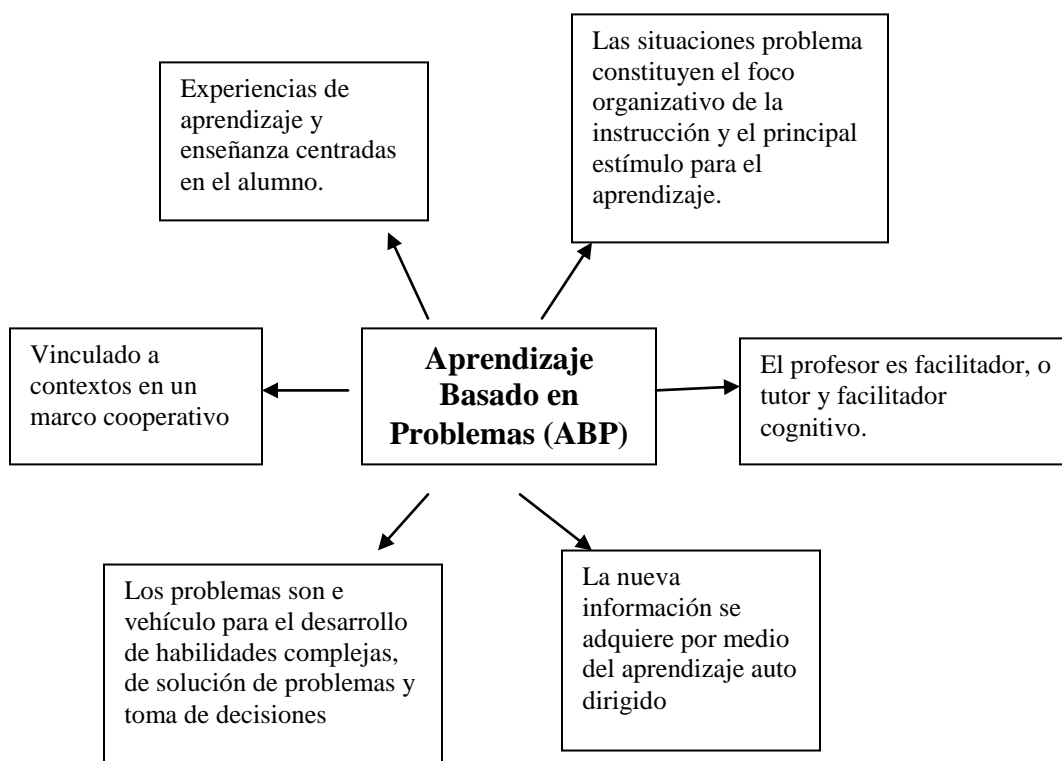 Las situaciones problema
constituyen el foco
organizativo de la
instrucción y el principal
estímulo para el
aprendizaje.
Experiencias de
aprendizaje y
enseñanza centradas
en el alumno.
Vinculado a
contextos en un
marco cooperativo
Aprendizaje
Basado en
Problemas (ABP)
El profesor es facilitador, o
tutor y facilitador
cognitivo.
Los problemas son e
vehículo para el desarrollo
de habilidades complejas,
de solución de problemas y
toma de decisiones
La nueva
información se
adquiere por medio
del aprendizaje auto
dirigido